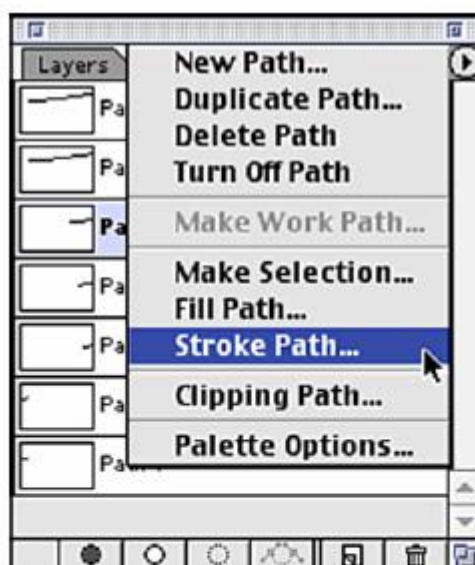 Layers
New Path...
Duplicate Path...
Delete Path
Turn Off Path
Make Work Path...
Make Selection...
Fill Path...
Stroke Path...
Clipping Path...
Palette Options...
Pa
Pa
Pa
Pa
Pa
Pa